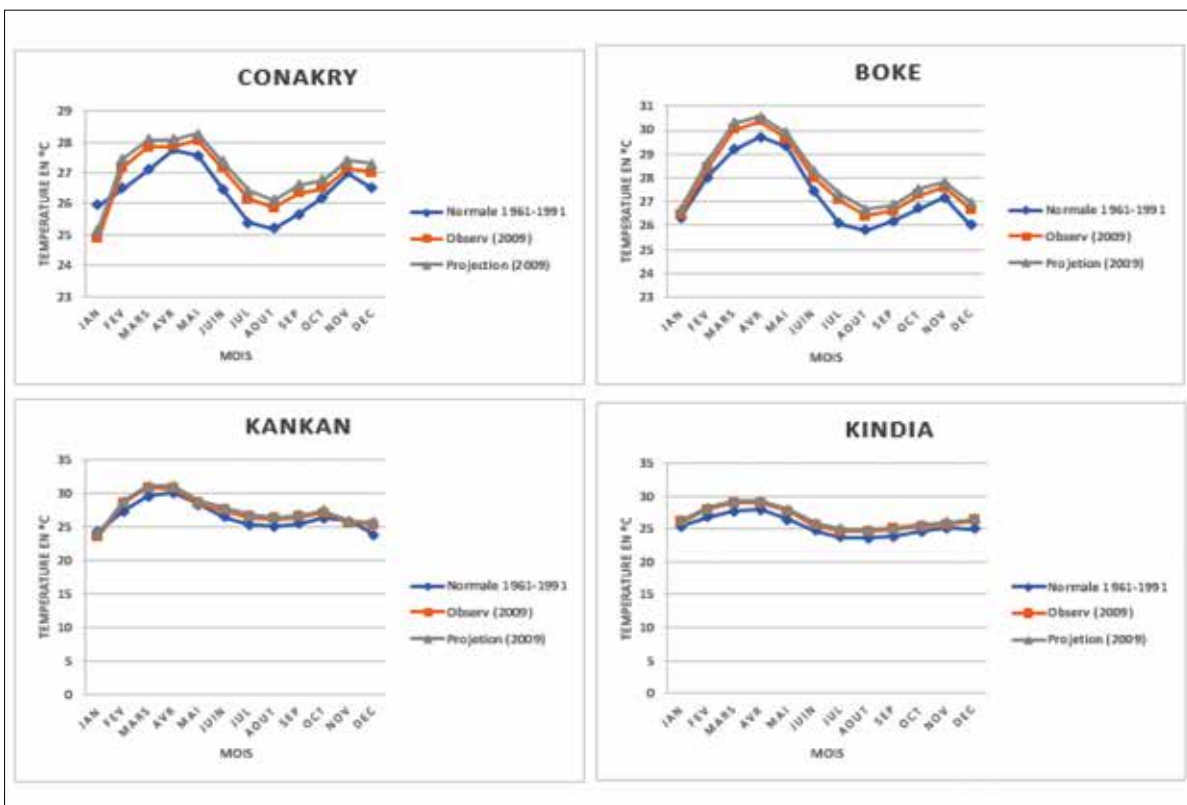 CONAKRY
TEMPERATURE EN °C
29
28
27
26
25
24
23
JAN FEV MARS AVR MAI JUIN JUL AOUT SEP OCT NOV DEC
MOIS
Normale 1961-1991
Observ (2009)
Projection (2009)
BOKE
TEMPERATURE EN °C
31
30
29
28
27
26
25
24
23
JAN FEV MARS AVR MAI JUIN JUL AOUT SEP OCT NOV DEC
MOIS
Normale 1961-1991
Observ (2009)
Projetion (2009)
KANKAN
TEMPERATURE EN °C
35
30
25
20
15
10
5
0
JAN FEV MARS AVR MAI JUIN JUL AOUT SEP OCT NOV DEC
MOIS
Normale 1961-1991
Observ (2009)
Projetion (2009)
KINDIA
TEMPERATURE EN °C
35
30
25
20
15
10
5
0
JAN FEV MARS AVR MAI JUIN JUL AOUT SEP OCT NOV DEC
MOIS
Normale 1961-1991
Observ (2009)
Projetion (2009)